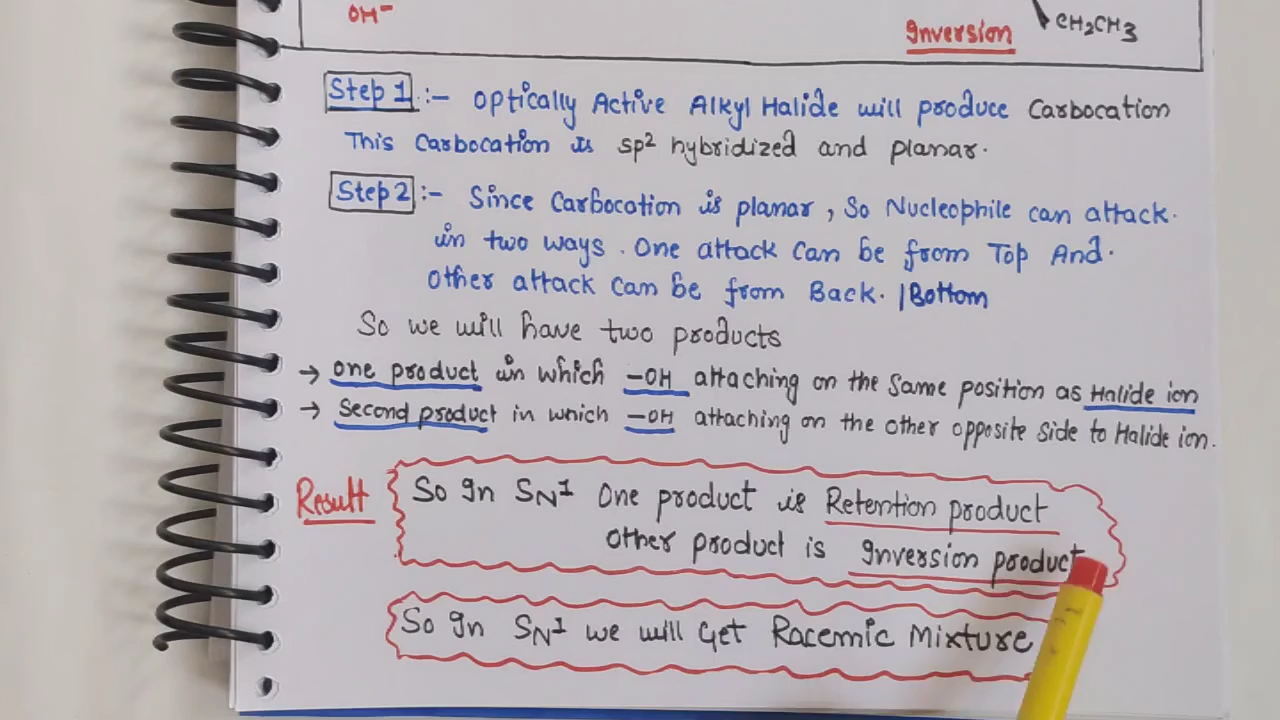 OH⁻
Inversion
CH₂CH₃
Step 1 :- Optically Active Alkyl Halide will produce Carbocation
This Carbocation is sp² hybridized and planar.
Step 2 :- Since Carbocation is planar, So Nucleophile can attack.
in two ways. One attack can be from Top And.
Other attack can be from Back. / Bottom
So we will have two products
→ One product in which -OH attaching on the same position as Halide ion
→ Second product in which -OH attaching on the other opposite side to Halide ion.
Result
So In SN¹ One product is Retention product
Other product is Inversion product
So In SN¹ we will Get Racemic Mixture